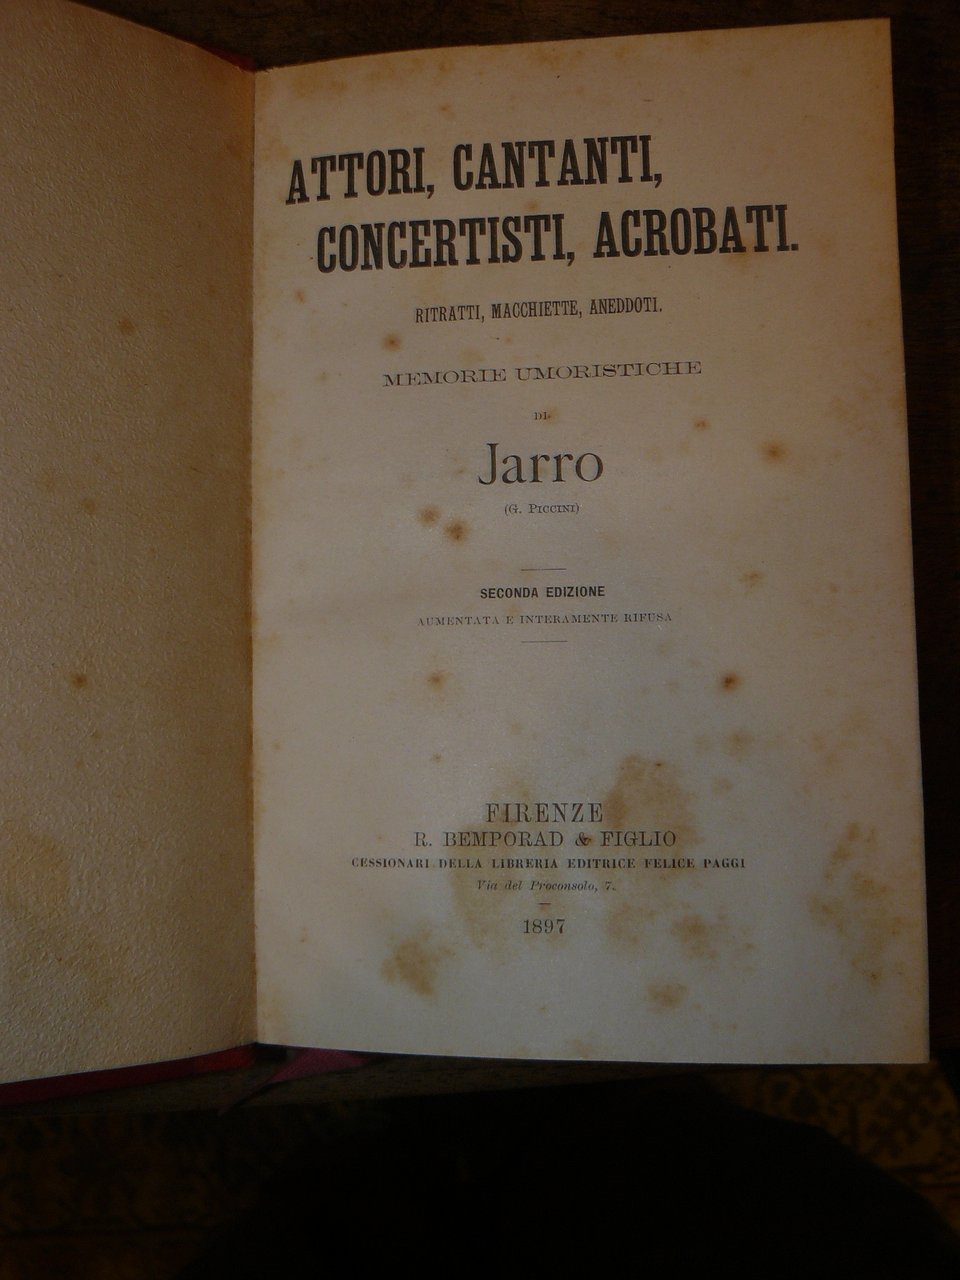 ATTORI, CANTANTI,
CONCERTISTI, ACROBATI.
RITRATTI, MACCHIETTE, ANEDDOTI.
MEMORIE UMORISTICHE
DI
Jarro
(G. PICCINI)
SECONDA EDIZIONE
AUMENTATA E INTERAMENTE RIFUSA
FIRENZE
R. BEMPORAD & FIGLIO
CESSIONARI DELLA LIBRERIA EDITRICE FELICE PAGGI
Via del Proconsolo, 7.
1897